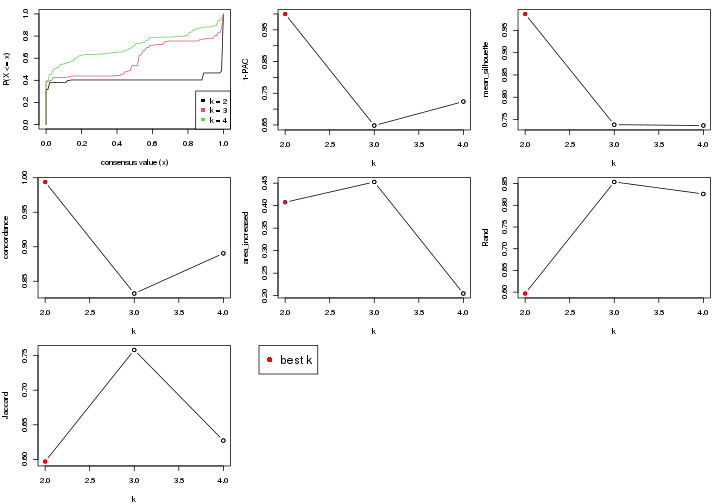 P(X <= x)
1.0
0.8
0.6
0.4
0.2
0.0
k = 2
k = 3
k = 4
0.0 0.2 0.4 0.6 0.8 1.0
consensus value (x)
1-PAC
0.95
0.85
0.75
0.65
2.0 2.5 3.0 3.5 4.0
k
mean_silhouette
0.95
0.90
0.85
0.80
0.75
2.0 2.5 3.0 3.5 4.0
k
concordance
1.00
0.95
0.90
0.85
2.0 2.5 3.0 3.5 4.0
k
area_increased
0.45
0.40
0.35
0.30
0.25
0.20
2.0 2.5 3.0 3.5 4.0
k
Rand
0.85
0.80
0.75
0.70
0.65
0.60
2.0 2.5 3.0 3.5 4.0
k
Jaccard
0.75
0.70
0.65
0.60
2.0 2.5 3.0 3.5 4.0
k
best k